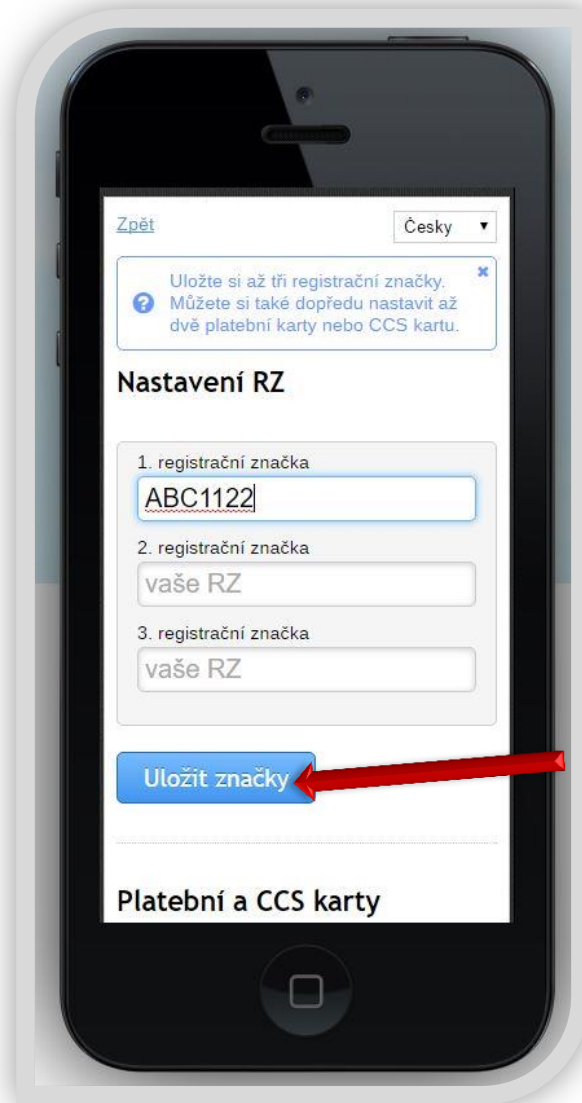 Zpět
Česky
Uložte si až tři registrační značky.
Můžete si také dopředu nastavit až
dvě platební karty nebo CCS kartu.
Nastavení RZ
1. registrační značka
ABC1122
2. registrační značka
vaše RZ
3. registrační značka
vaše RZ
Uložit značky
Platební a CCS karty